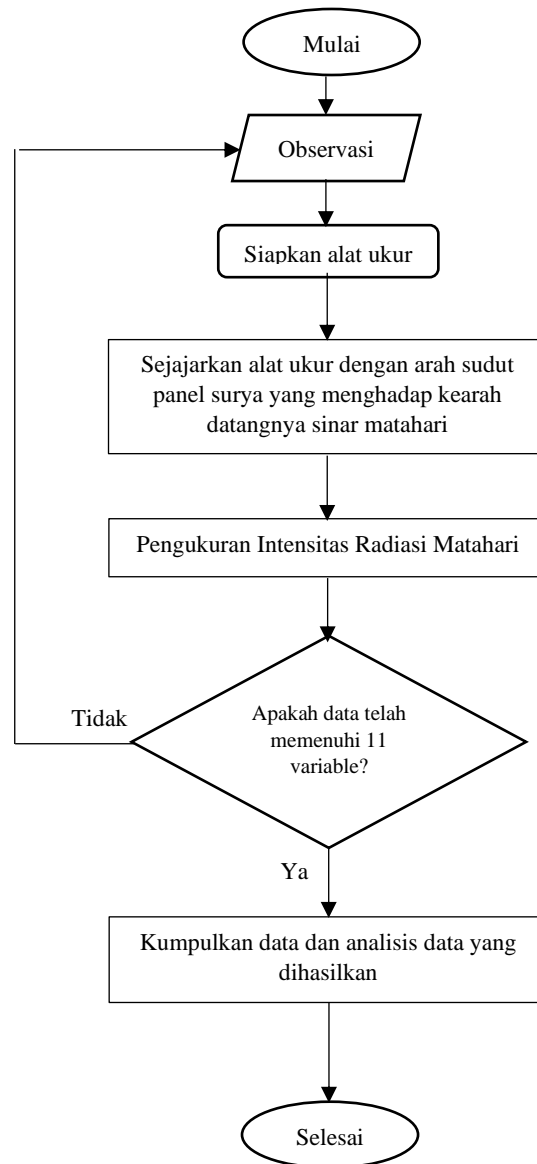 Mulai
Observasi
Siapkan alat ukur
Sejajarkan alat ukur dengan arah sudut
panel surya yang menghadap kearah
datangnya sinar matahari
Pengukuran Intensitas Radiasi Matahari
Tidak
Apakah data telah
memenuhi 11
variable?
Ya
Kumpulkan data dan analisis data yang
dihasilkan
Selesai